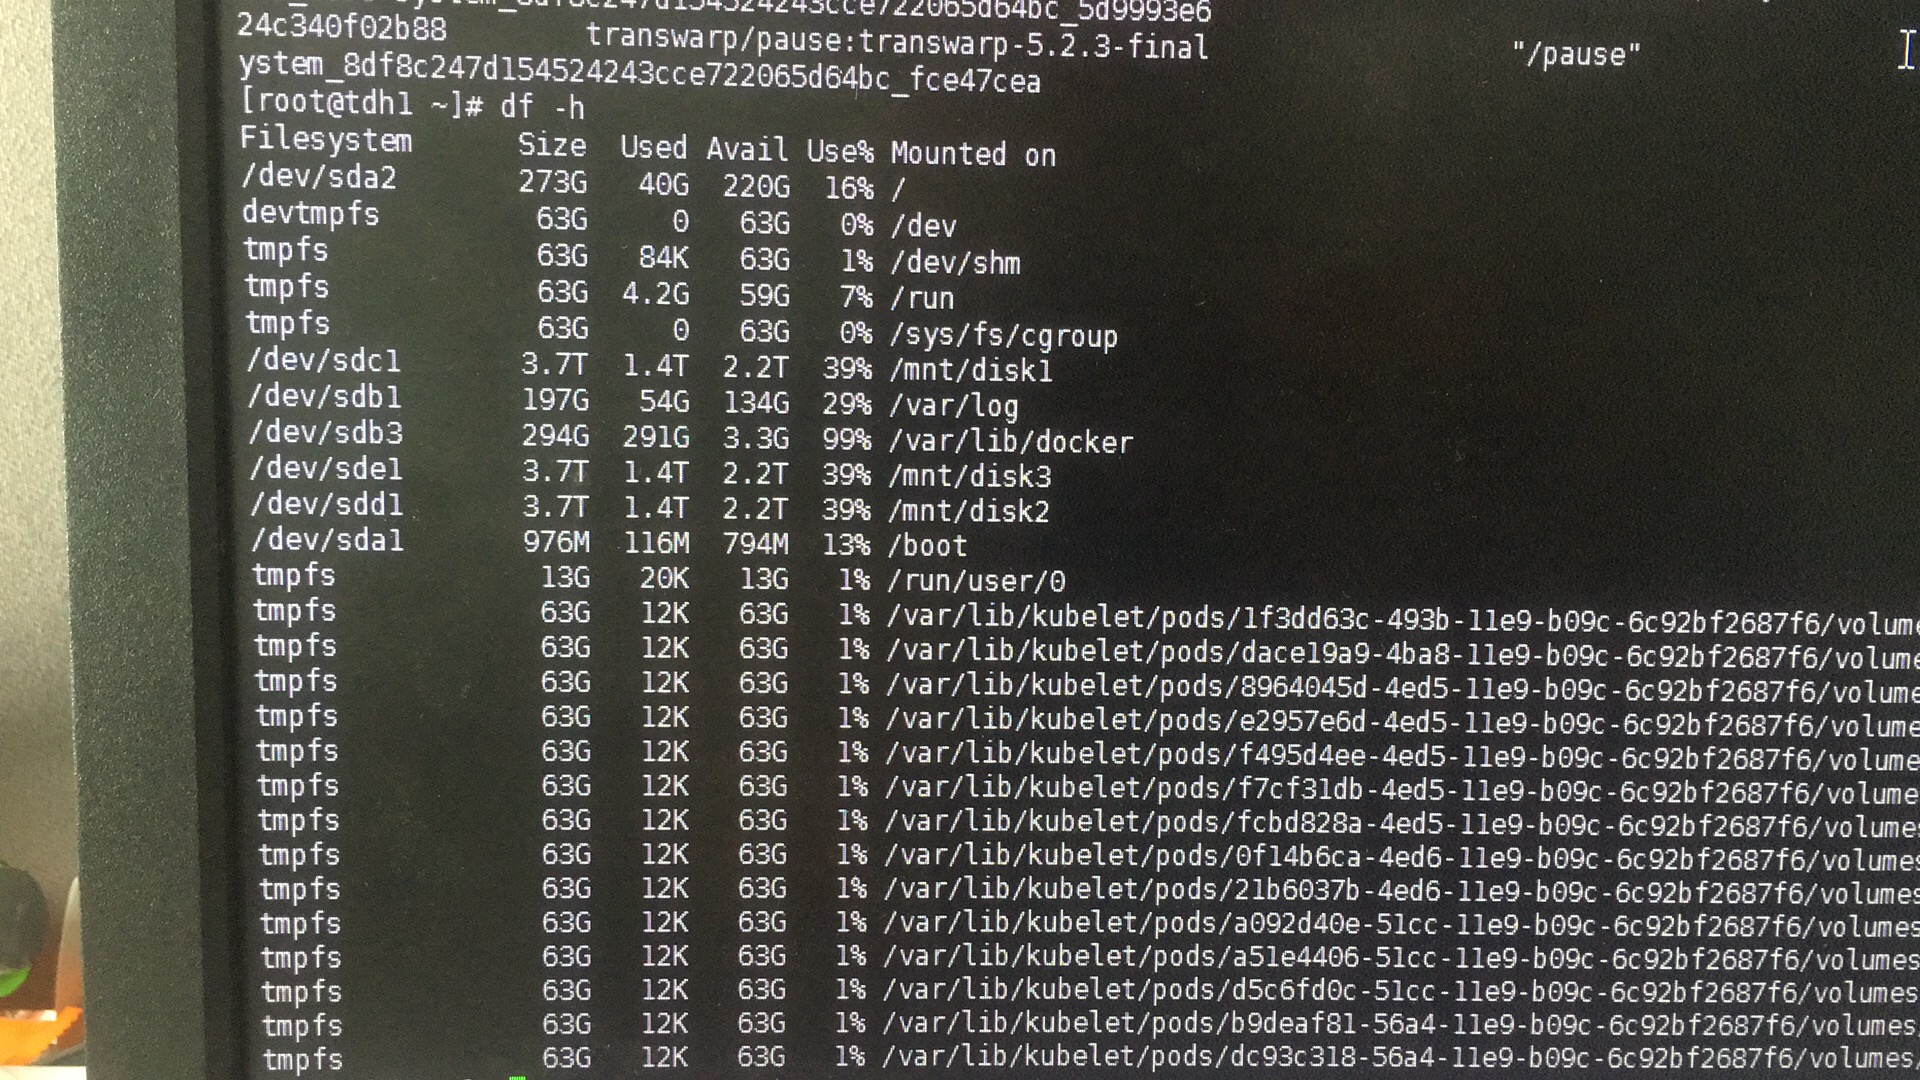 system_8df8c247d154524243cce722065d64bc_5d9993e6
24c340f02b88 transwarp/pause:transwarp-5.2.3-final "/pause"
ystem_8df8c247d154524243cce722065d64bc_fce47cea
[root@tdh1 ~]# df -h
Filesystem Size Used Avail Use% Mounted on
/dev/sda2 273G 40G 220G 16% /
devtmpfs 63G 0 63G 0% /dev
tmpfs 63G 84K 63G 1% /dev/shm
tmpfs 63G 4.2G 59G 7% /run
tmpfs 63G 0 63G 0% /sys/fs/cgroup
/dev/sdc1 3.7T 1.4T 2.2T 39% /mnt/disk1
/dev/sdb1 197G 54G 134G 29% /var/log
/dev/sdb3 294G 291G 3.3G 99% /var/lib/docker
/dev/sde1 3.7T 1.4T 2.2T 39% /mnt/disk3
/dev/sdd1 3.7T 1.4T 2.2T 39% /mnt/disk2
/dev/sda1 976M 116M 794M 13% /boot
tmpfs 13G 20K 13G 1% /run/user/0
tmpfs 63G 12K 63G 1% /var/lib/kubelet/pods/1f3dd63c-493b-11e9-b09c-6c92bf2687f6/volume
tmpfs 63G 12K 63G 1% /var/lib/kubelet/pods/dace19a9-4ba8-11e9-b09c-6c92bf2687f6/volume
tmpfs 63G 12K 63G 1% /var/lib/kubelet/pods/8964045d-4ed5-11e9-b09c-6c92bf2687f6/volume
tmpfs 63G 12K 63G 1% /var/lib/kubelet/pods/e2957e6d-4ed5-11e9-b09c-6c92bf2687f6/volume
tmpfs 63G 12K 63G 1% /var/lib/kubelet/pods/f495d4ee-4ed5-11e9-b09c-6c92bf2687f6/volume
tmpfs 63G 12K 63G 1% /var/lib/kubelet/pods/f7cf31db-4ed5-11e9-b09c-6c92bf2687f6/volume
tmpfs 63G 12K 63G 1% /var/lib/kubelet/pods/fcbd828a-4ed5-11e9-b09c-6c92bf2687f6/volumes
tmpfs 63G 12K 63G 1% /var/lib/kubelet/pods/0f14b6ca-4ed6-11e9-b09c-6c92bf2687f6/volumes
tmpfs 63G 12K 63G 1% /var/lib/kubelet/pods/21b6037b-4ed6-11e9-b09c-6c92bf2687f6/volumes
tmpfs 63G 12K 63G 1% /var/lib/kubelet/pods/a092d40e-51cc-11e9-b09c-6c92bf2687f6/volumes
tmpfs 63G 12K 63G 1% /var/lib/kubelet/pods/a51e4406-51cc-11e9-b09c-6c92bf2687f6/volumes
tmpfs 63G 12K 63G 1% /var/lib/kubelet/pods/d5c6fd0c-51cc-11e9-b09c-6c92bf2687f6/volumes
tmpfs 63G 12K 63G 1% /var/lib/kubelet/pods/b9deaf81-56a4-11e9-b09c-6c92bf2687f6/volumes
tmpfs 63G 12K 63G 1% /var/lib/kubelet/pods/dc93c318-56a4-11e9-b09c-6c92bf2687f6/volumes